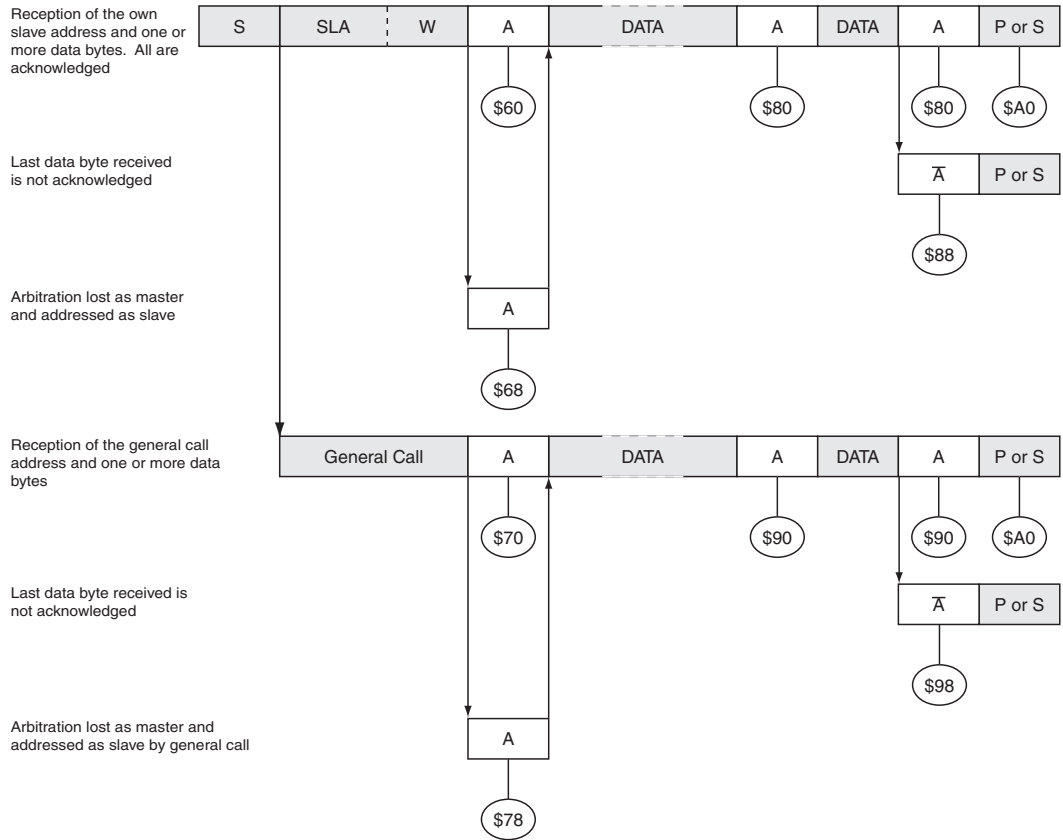 Reception of the own
slave address and one or
more data bytes. All are
acknowledged
S SLA W A DATA A DATA A P or S
$60 $80 $80 $A0
Last data byte received
is not acknowledged
A̅ P or S
$88
Arbitration lost as master
and addressed as slave
A
$68
Reception of the general call
address and one or more data
bytes
General Call A DATA A DATA A P or S
$70 $90 $90 $A0
Last data byte received is
not acknowledged
A̅ P or S
$98
Arbitration lost as master and
addressed as slave by general call
A
$78